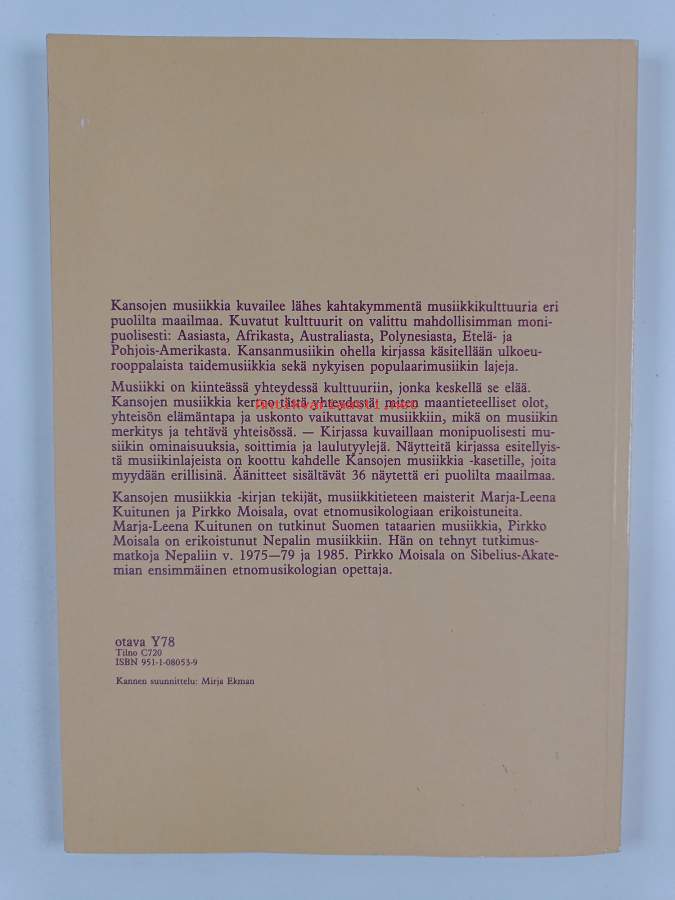 Kansojen musiikkia kuvailee lähes kahtakymmentä musiikkikulttuuria eri
puolilta maailmaa. Kuvatut kulttuurit on valittu mahdollisimman moni-
puolisesti: Aasiasta, Afrikasta, Australiasta, Polynesiasta, Etelä- ja
Pohjois-Amerikasta. Kansanmusiikin ohella kirjassa käsitellään ulkoeu-
rooppalaista taidemusiikkia sekä nykyisen populaarimusiikin lajeja.
Musiikki on kiinteässä yhteydessä kulttuuriin, jonka keskellä se elää.
Kansojen musiikkia kertoo tästä yhteydestä: miten maantieteelliset olot,
yhteisön elämäntapa ja uskonto vaikuttavat musiikkiin, mikä on musiikin
merkitys ja tehtävä yhteisössä. — Kirjassa kuvaillaan monipuolisesti mu-
siikin ominaisuuksia, soittimia ja laulutyylejä. Näytteitä kirjassa esitellyis-
tä musiikinlajeista on koottu kahdelle Kansojen musiikkia -kasetille, joita
myydään erillisinä. Äänitteet sisältävät 36 näytettä eri puolilta maailmaa.
Kansojen musiikkia -kirjan tekijät, musiikkitieteen maisterit Marja-Leena
Kuitunen ja Pirkko Moisala, ovat etnomusikologiaan erikoistuneita.
Marja-Leena Kuitunen on tutkinut Suomen tataarien musiikkia, Pirkko
Moisala on erikoistunut Nepalin musiikkiin. Hän on tehnyt tutkimus-
matkoja Nepaliin v. 1975—79 ja 1985. Pirkko Moisala on Sibelius-Akate-
mian ensimmäinen etnomusikologian opettaja.
otava Y78
Tilno C720
ISBN 951-1-08053-9
Kannen suunnittelu: Mirja Ekman